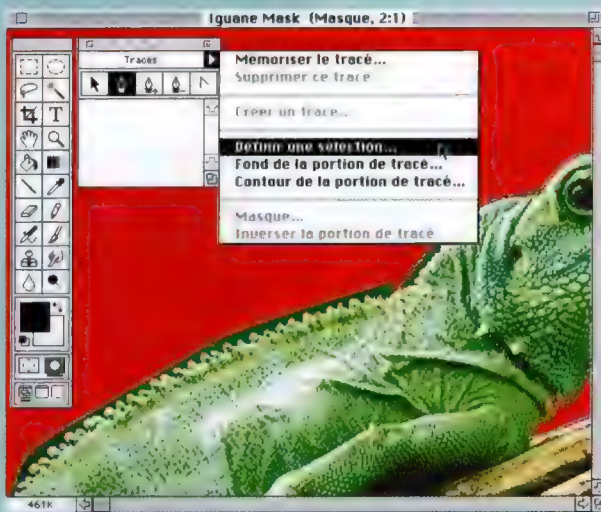 Iguane Mask (Masque, 2:1)
Tracés
Mémoriser le tracé...
Supprimer ce tracé
Créer un tracé...
Définir une sélection...
Fond de la portion de tracé...
Contour de la portion de tracé...
Masque...
Inverser la portion de tracé
T
461K